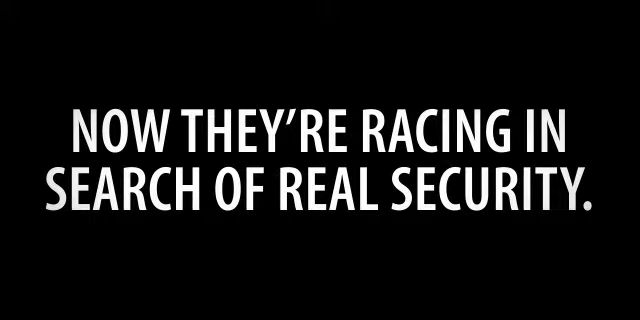 NOW THEY’RE RACING IN
SEARCH OF REAL SECURITY.